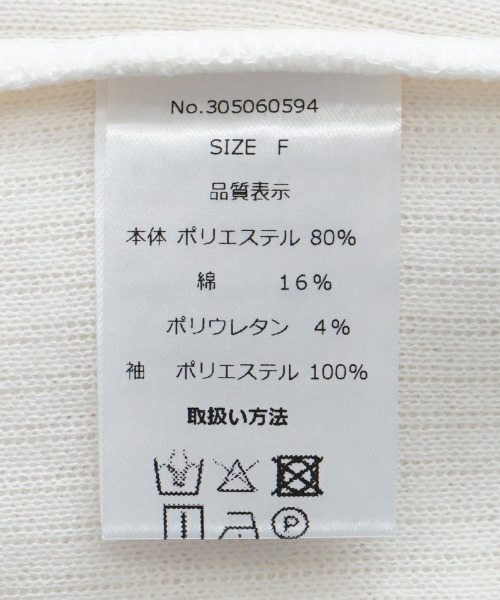 No.305060594
SIZE F
品質表示
本体 ポリエステル 80%
綿 16%
ポリウレタン 4%
袖 ポリエステル 100%
取扱い方法
P